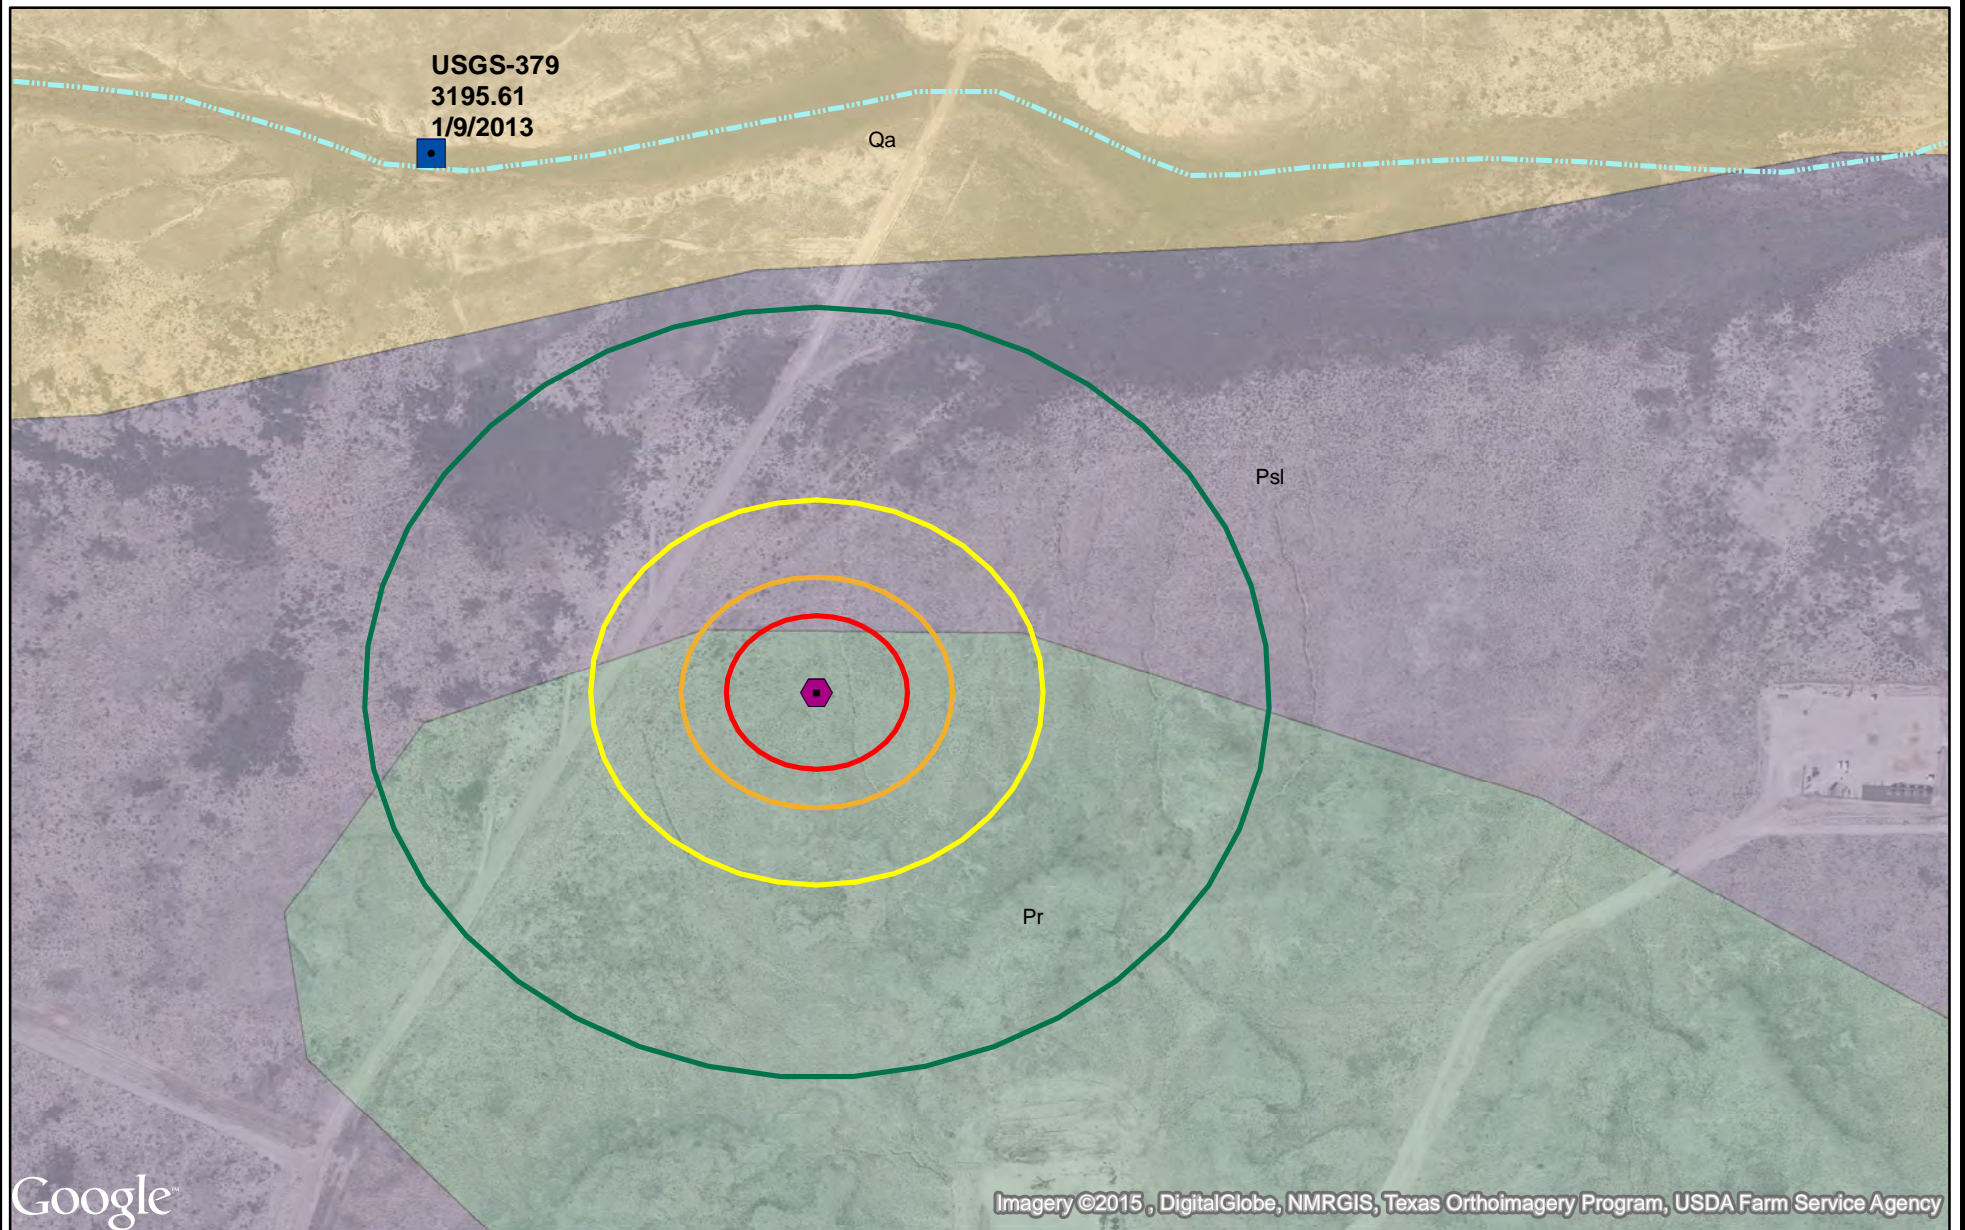 USGS-379
3195.61
1/9/2013
Qa
Psl
Pr
Google™
Imagery ©2015 , DigitalGlobe, NMRGIS, Texas Orthoimagery Program, USDA Farm Service Agency